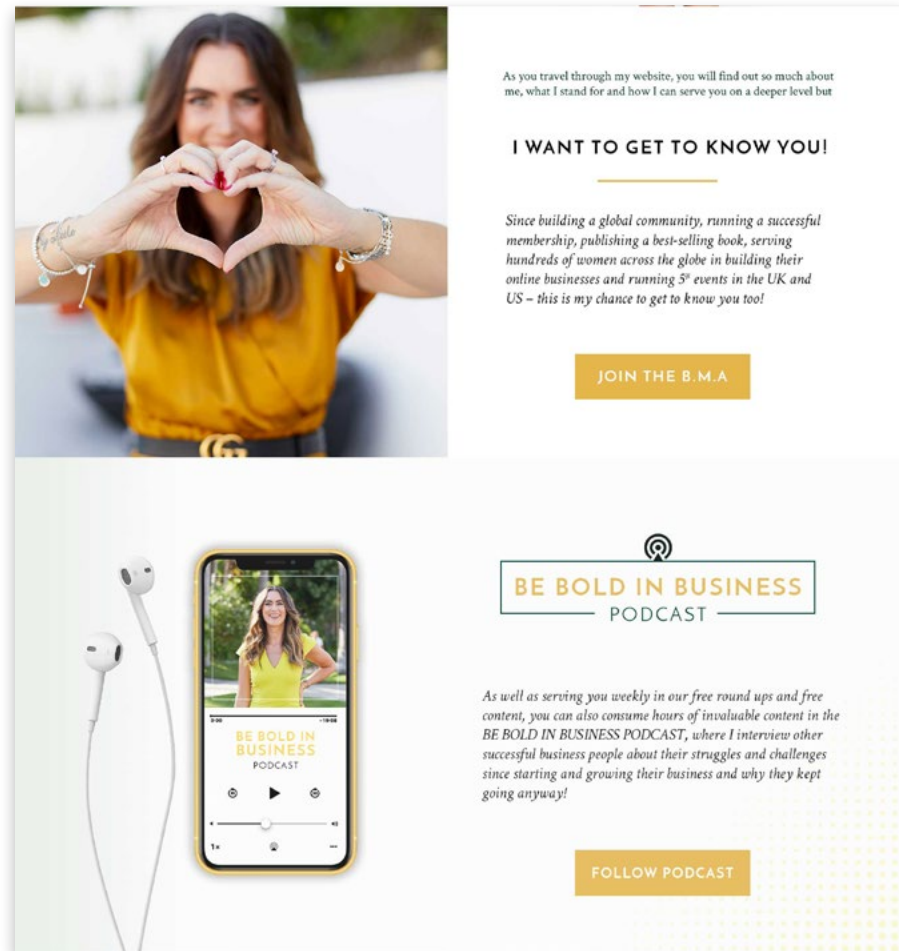 As you travel through my website, you will find out so much about
me, what I stand for and how I can serve you on a deeper level but
I WANT TO GET TO KNOW YOU!
Since building a global community, running a successful
membership, publishing a best-selling book, serving
hundreds of women across the globe in building their
online businesses and running 5* events in the UK and
US – this is my chance to get to know you too!
JOIN THE B.M.A
BE BOLD IN BUSINESS
PODCAST
0:00
BE BOLD IN
BUSINESS
PODCAST
1x
As well as serving you weekly in our free round ups and free
content, you can also consume hours of invaluable content in the
BE BOLD IN BUSINESS PODCAST, where I interview other
successful business people about their struggles and challenges
since starting and growing their business and why they kept
going anyway!
FOLLOW PODCAST